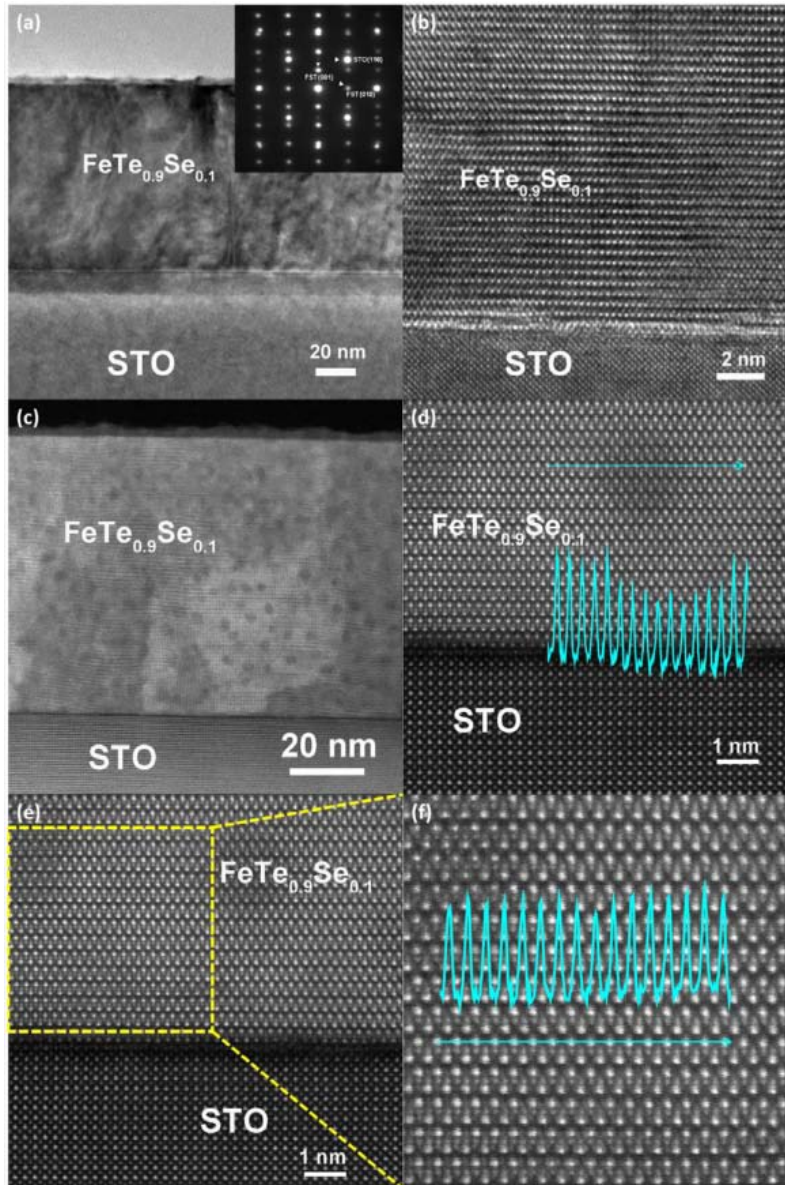 (a)
STO(110)
FST(001)
FST(010)
FeTe0.9Se0.1
STO
20 nm
(b)
FeTe0.9Se0.1
STO
2 nm
(c)
FeTe0.9Se0.1
STO
20 nm
(d)
FeTe0.9Se0.1
STO
1 nm
(e)
FeTe0.9Se0.1
STO
1 nm
(f)